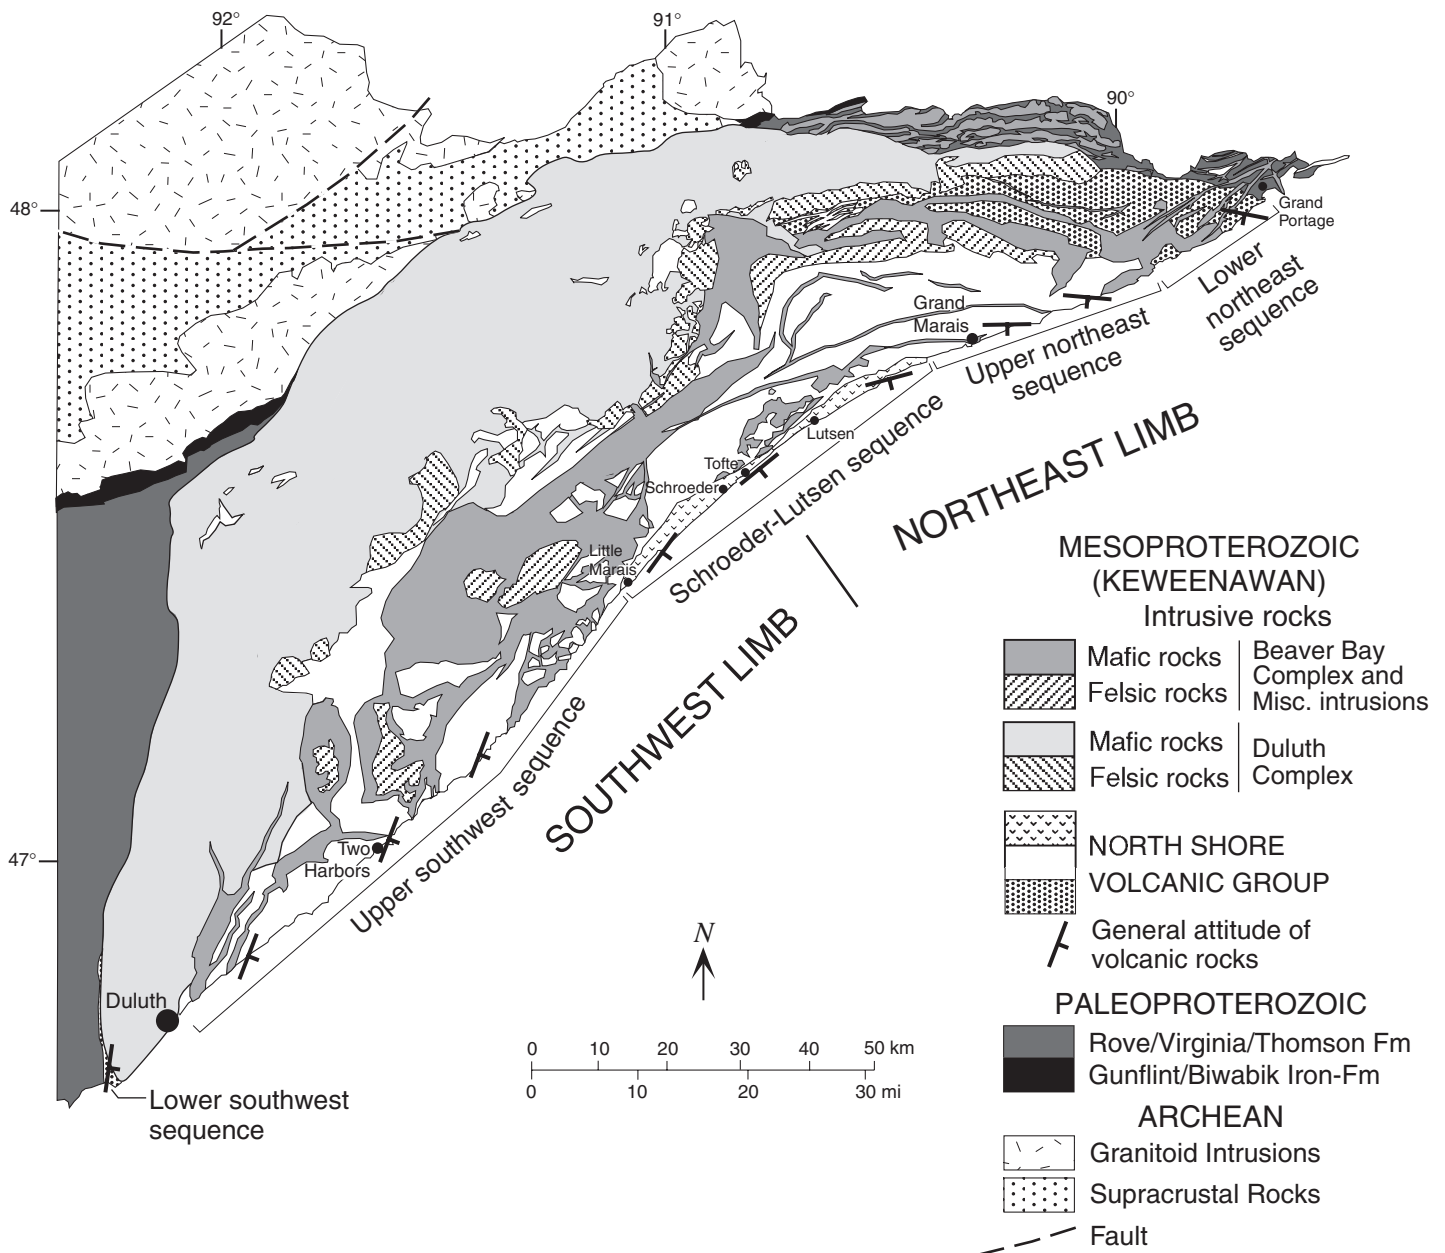 92°
91°
90°
48°
47°
Grand
Portage
Lower
northeast
sequence
Grand
Marais
Upper northeast
sequence
Lutsen
Tofte
Schroeder
Schroeder-Lutsen sequence
NORTHEAST LIMB
Little
Marais
SOUTHWEST LIMB
Two
Harbors
Upper southwest sequence
Duluth
Lower southwest
sequence
N
0 10 20 30 40 50 km
0 10 20 30 mi
MESOPROTEROZOIC
(KEWEENAWAN)
Intrusive rocks
Mafic rocks
Felsic rocks
Beaver Bay
Complex and
Misc. intrusions
Mafic rocks
Felsic rocks
Duluth
Complex
NORTH SHORE
VOLCANIC GROUP
General attitude of
volcanic rocks
PALEOPROTEROZOIC
Rove/Virginia/Thomson Fm
Gunflint/Biwabik Iron-Fm
ARCHEAN
Granitoid Intrusions
Supracrustal Rocks
Fault